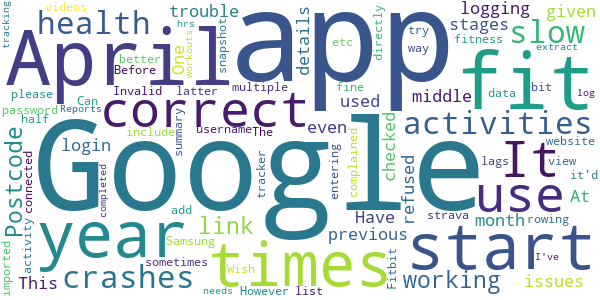 tracking videos hrs trouble snapshot details etc directly try way logging stages fitness given extract
health workouts One April app fit slow
Before better multiple fine bit data log
please Invalid latter used even middle
password Can Reports correct checked activities It
half include username The complained website view it'd
Postcode login summary Google use At
connected completed tracker entering refused lags
add link Have previous strava month rowing
activity year Samsung times Fitbit start I've
imported This crashes sometimes Wish working issues
needs However list